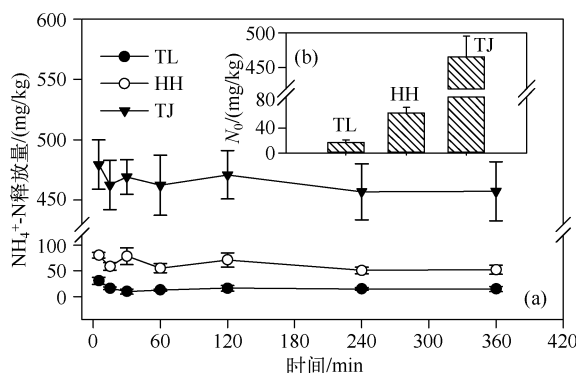 600
550
500
450
100
50
0
NH₄⁺-N释放量/(mg/kg)
TL
HH
TJ
(b)
N₀/(mg/kg)
500
450
80
40
0
TL
HH
TJ
(a)
0 60 120 180 240 300 360 420
时间/min